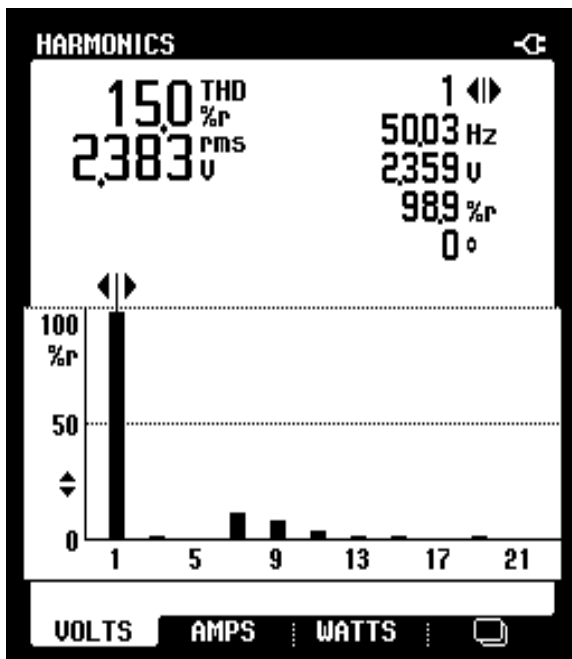 HARMONICS
15.0 THD %r
2.383 rms V
1
50.03 Hz
2.359 V
98.9 %r
0 °
100
%r
50
0
1 5 9 13 17 21
VOLTS AMPS WATTS